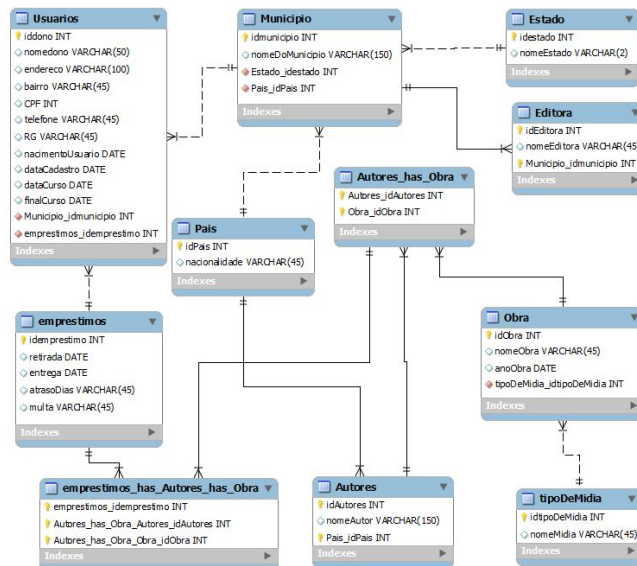 Usuarios
iddono INT
nomedono VARCHAR(50)
endereco VARCHAR(100)
bairro VARCHAR(45)
CPF INT
telefone VARCHAR(45)
RG VARCHAR(45)
nacimentoUsuario DATE
dataCadastro DATE
dataCurso DATE
finalCurso DATE
Municipio_idmunicipio INT
emprestimos_idemprestimo INT
Indexes
Municipio
idmunicipio INT
nomeDoMunicipio VARCHAR(150)
Estado_idestado INT
Pais_idPais INT
Indexes
Estado
idestado INT
nomeEstado VARCHAR(2)
Indexes
Editora
idEditora INT
nomeEditora VARCHAR(45)
Municipio_idmunicipio INT
Indexes
Autores_has_Obra
Autores_idAutores INT
Obra_idObra INT
Indexes
Pais
idPais INT
nacionalidade VARCHAR(45)
Indexes
emprestimos
idemprestimo INT
retirada DATE
entrega DATE
atrasoDias VARCHAR(45)
multa VARCHAR(45)
Indexes
Obra
idObra INT
nomeObra VARCHAR(45)
anoObra DATE
tipoDeMidia_idtipoDeMidia INT
Indexes
emprestimos_has_Autores_has_Obra
emprestimos_idemprestimo INT
Autores_has_Obra_Autores_idAutores INT
Autores_has_Obra_Obra_idObra INT
Indexes
Autores
idAutores INT
nomeAutor VARCHAR(150)
Pais_idPais INT
Indexes
tipoDeMidia
idtipoDeMidia INT
nomeMidia VARCHAR(45)
Indexes